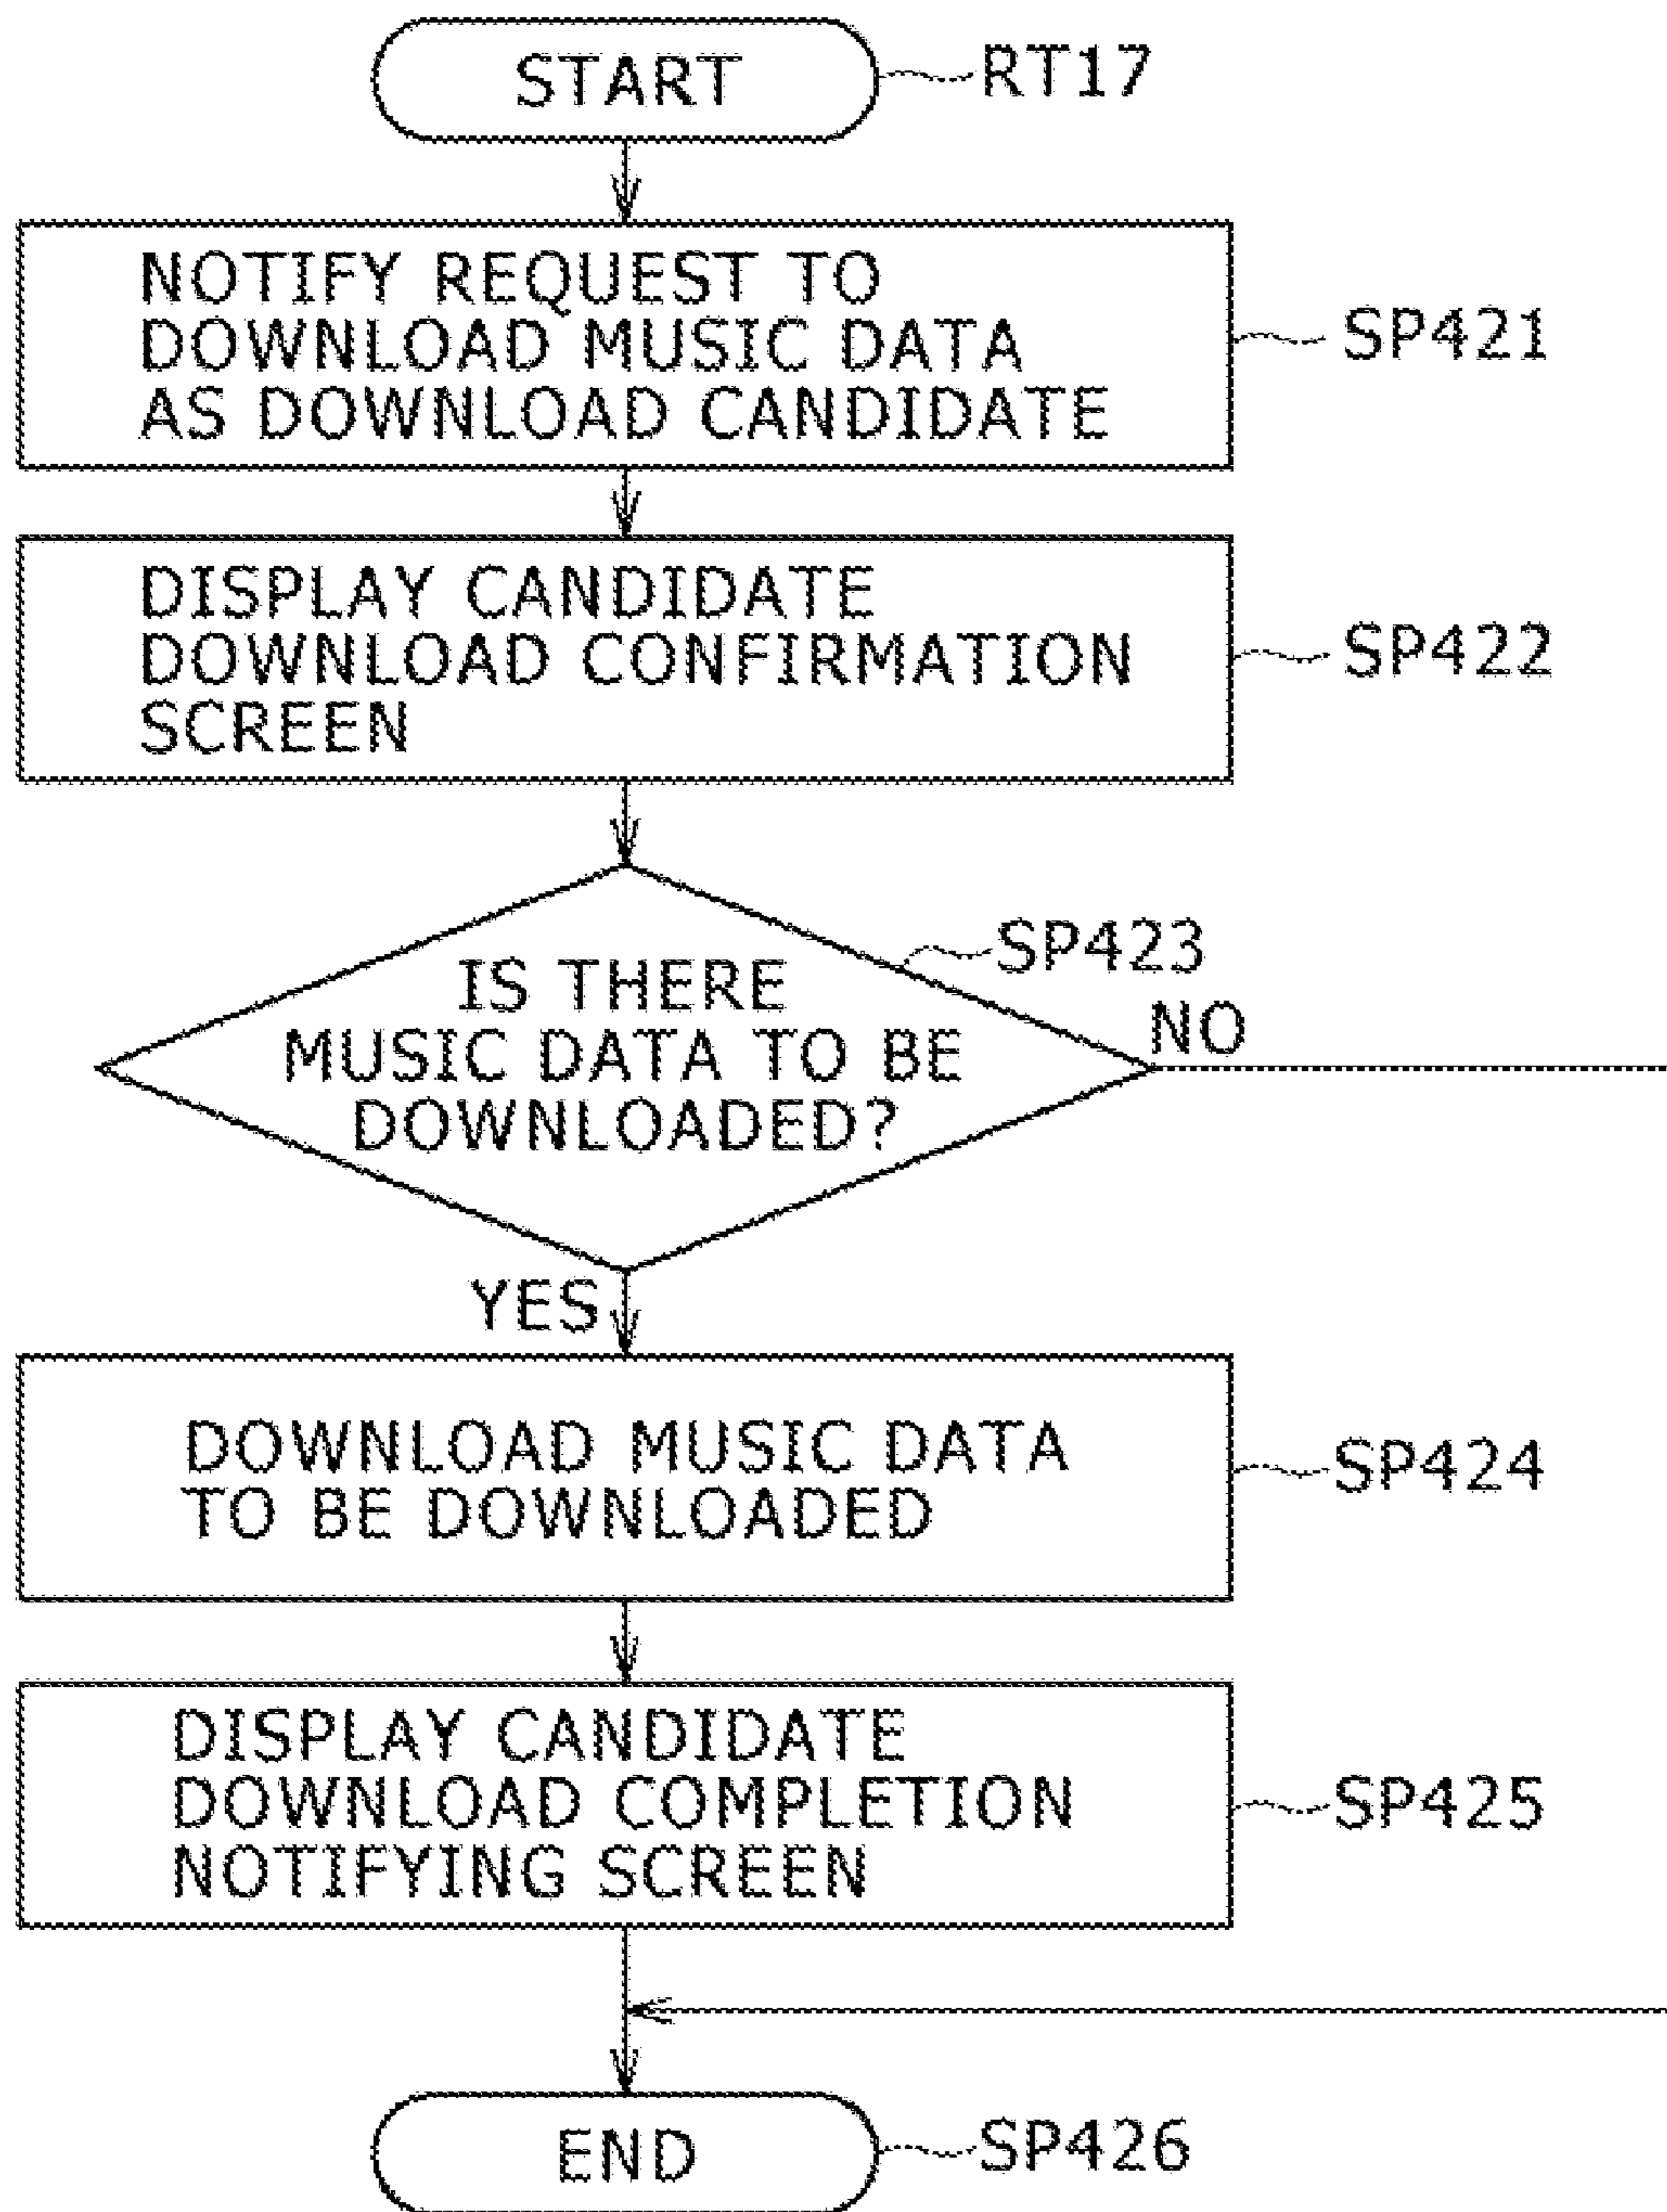 START
RT17
NOTIFY REQUEST TO
DOWNLOAD MUSIC DATA
AS DOWNLOAD CANDIDATE
SP421
DISPLAY CANDIDATE
DOWNLOAD CONFIRMATION
SCREEN
SP422
SP423
IS THERE
MUSIC DATA TO BE
DOWNLOADED?
NO
YES
DOWNLOAD MUSIC DATA
TO BE DOWNLOADED
SP424
DISPLAY CANDIDATE
DOWNLOAD COMPLETION
NOTIFYING SCREEN
SP425
END
SP426